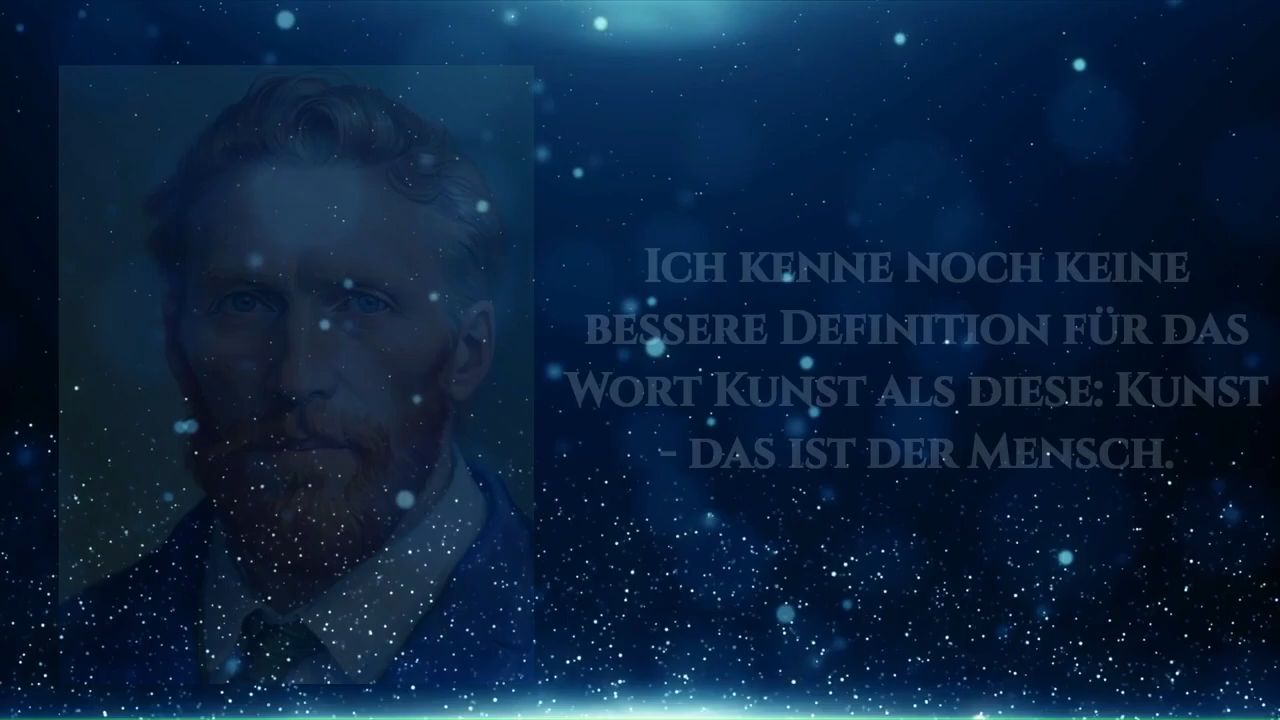 Ich kenne noch keine
bessere Definition für das
Wort Kunst als diese: Kunst
- das ist der Mensch.